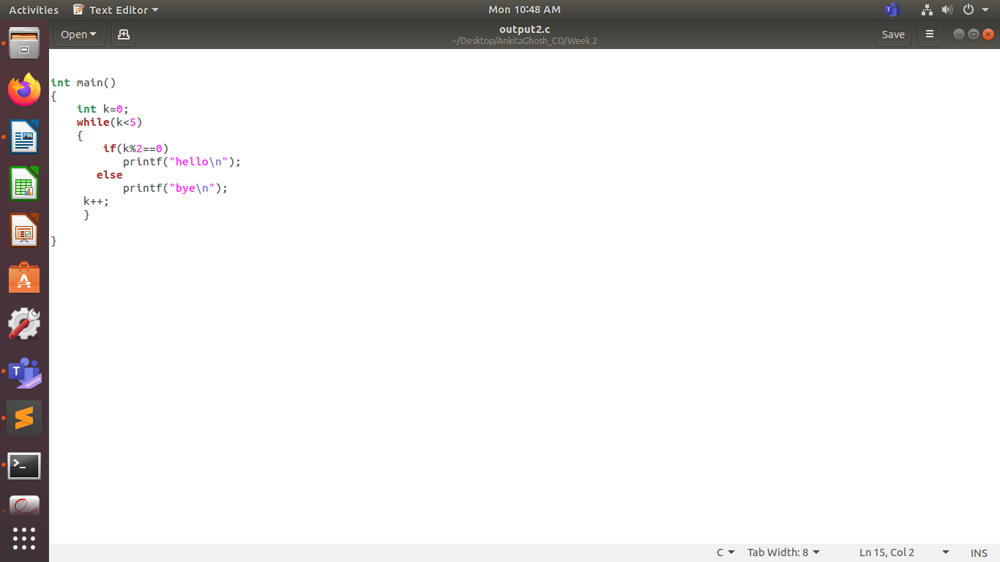 Activities Text Editor Mon 10:48 AM
Open output2.c Save
~/Desktop/AnkitaGhosh_CD/Week 2
int main()
{
    int k=0;
    while(k<5)
    {
        if(k%2==0)
           printf("hello\n");
       else
           printf("bye\n");
     k++;
     }
}
T
PREVIEW
C Tab Width: 8 Ln 15, Col 2 INS